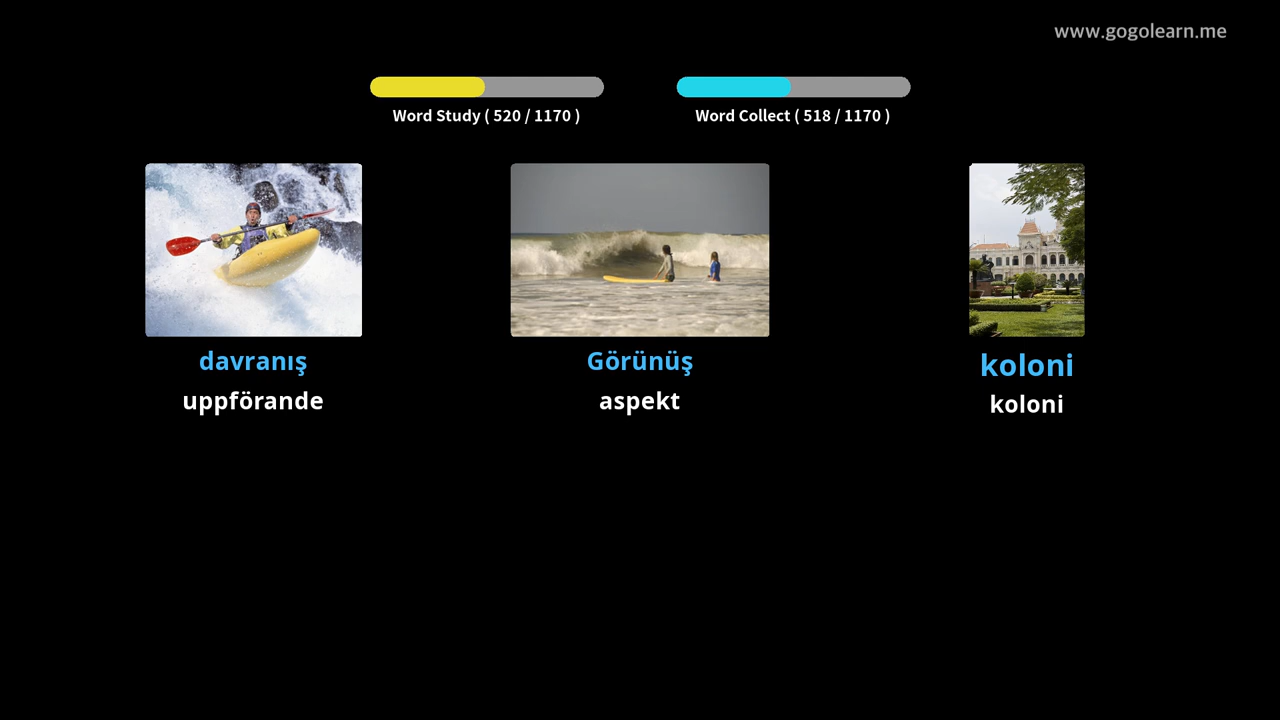 www.gogolearn.me
Word Study ( 520 / 1170 )
Word Collect ( 518 / 1170 )
davranış
uppförande
Görünüş
aspekt
koloni
koloni